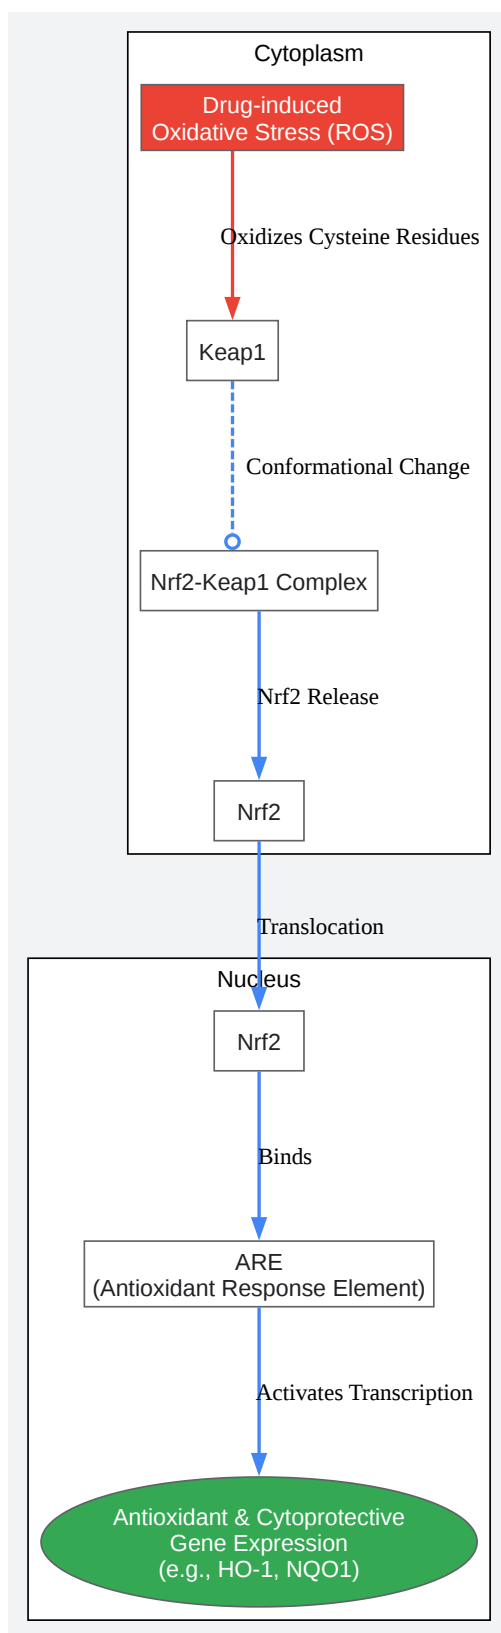 Cytoplasm
Drug-induced
Oxidative Stress (ROS)
Oxidizes Cysteine Residues
Keap1
Conformational Change
Nrf2-Keap1 Complex
Nrf2 Release
Nrf2
Translocation
Nucleus
Nrf2
Binds
ARE
(Antioxidant Response Element)
Activates Transcription
Antioxidant & Cytoprotective
Gene Expression
(e.g., HO-1, NQO1)